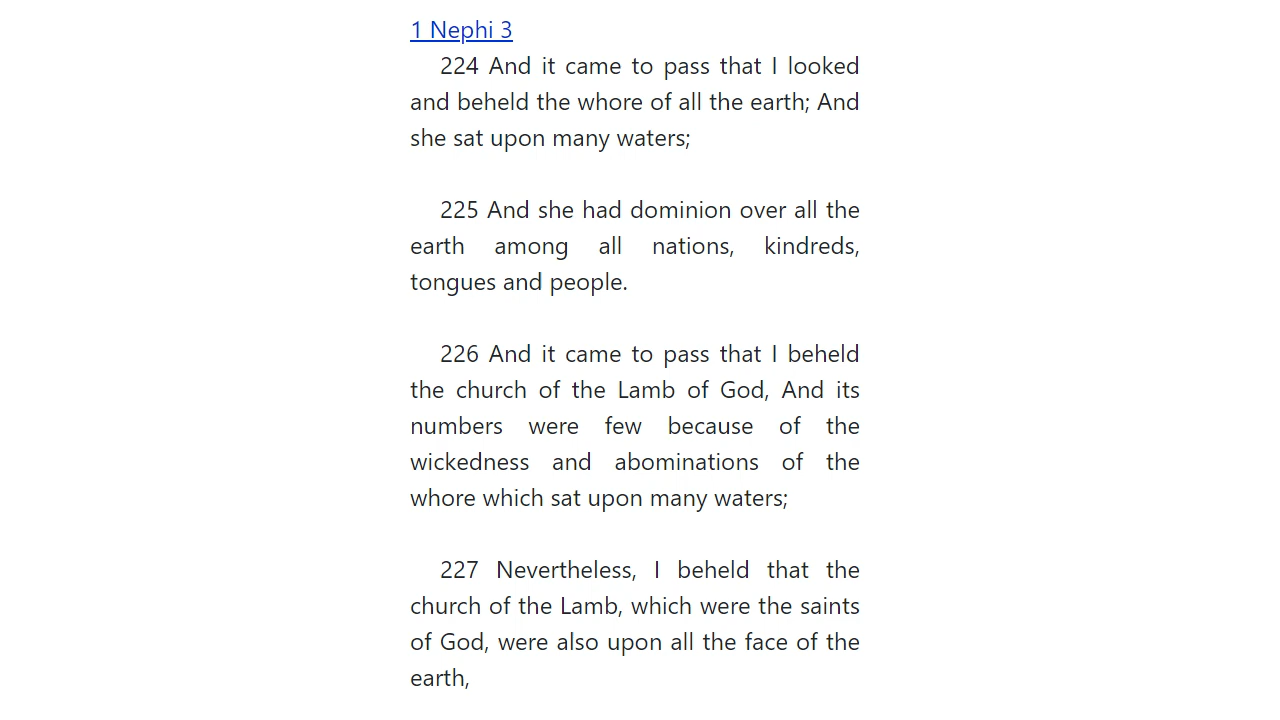 1 Nephi 3
224 And it came to pass that I looked
and beheld the whore of all the earth; And
she sat upon many waters;
225 And she had dominion over all the
earth among all nations, kindreds,
tongues and people.
226 And it came to pass that I beheld
the church of the Lamb of God, And its
numbers were few because of the
wickedness and abominations of the
whore which sat upon many waters;
227 Nevertheless, I beheld that the
church of the Lamb, which were the saints
of God, were also upon all the face of the
earth,